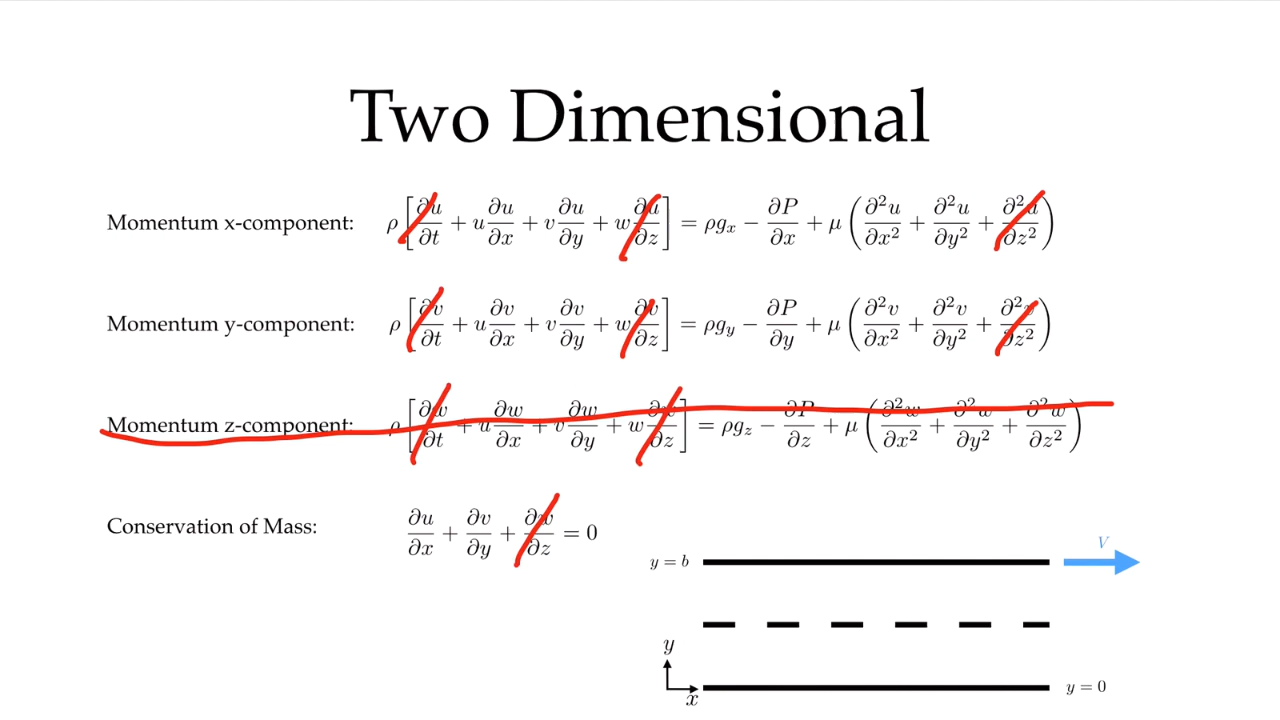 Two Dimensional
Momentum x-component: ρ[∂u/∂t + u ∂u/∂x + v ∂u/∂y + w ∂u/∂z] = ρgₓ − ∂P/∂x + μ(∂²u/∂x² + ∂²u/∂y² + ∂²u/∂z²)
Momentum y-component: ρ[∂v/∂t + u ∂v/∂x + v ∂v/∂y + w ∂v/∂z] = ρg_y − ∂P/∂y + μ(∂²v/∂x² + ∂²v/∂y² + ∂²v/∂z²)
Momentum z-component: ρ[∂w/∂t + u ∂w/∂x + v ∂w/∂y + w ∂w/∂z] = ρg_z − ∂P/∂z + μ(∂²w/∂x² + ∂²w/∂y² + ∂²w/∂z²)
Conservation of Mass: ∂u/∂x + ∂v/∂y + ∂w/∂z = 0
V
y = b
y
x
y = 0